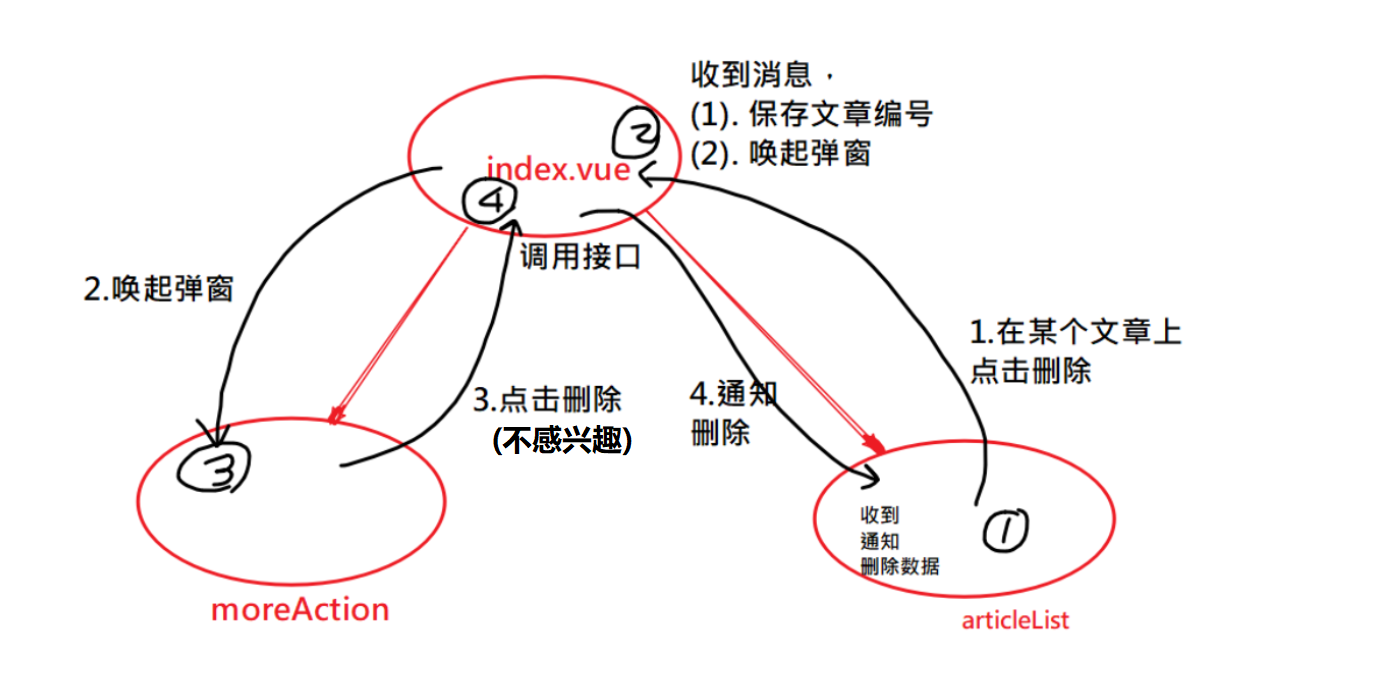 收到消息，
(1). 保存文章编号
(2). 唤起弹窗
②
index.vue
④
调用接口
2.唤起弹窗
1.在某个文章上
点击删除
3.点击删除
(不感兴趣)
4.通知
删除
③
收到
通知
删除数据
①
moreAction
articleList